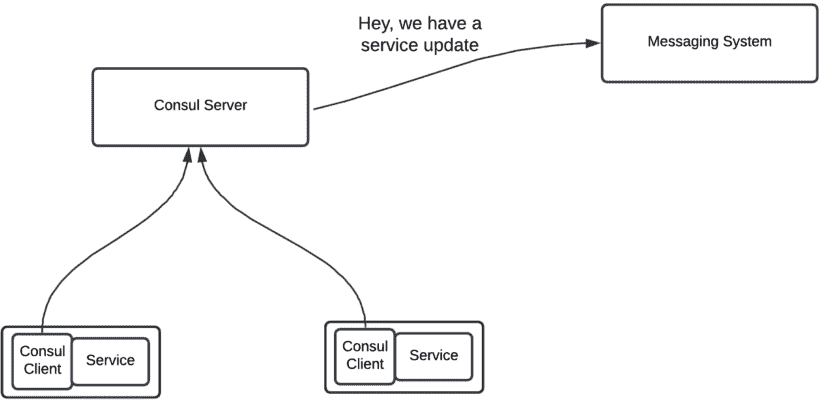 Hey, we have a
service update
Messaging System
Consul Server
Consul
Client
Service
Consul
Client
Service